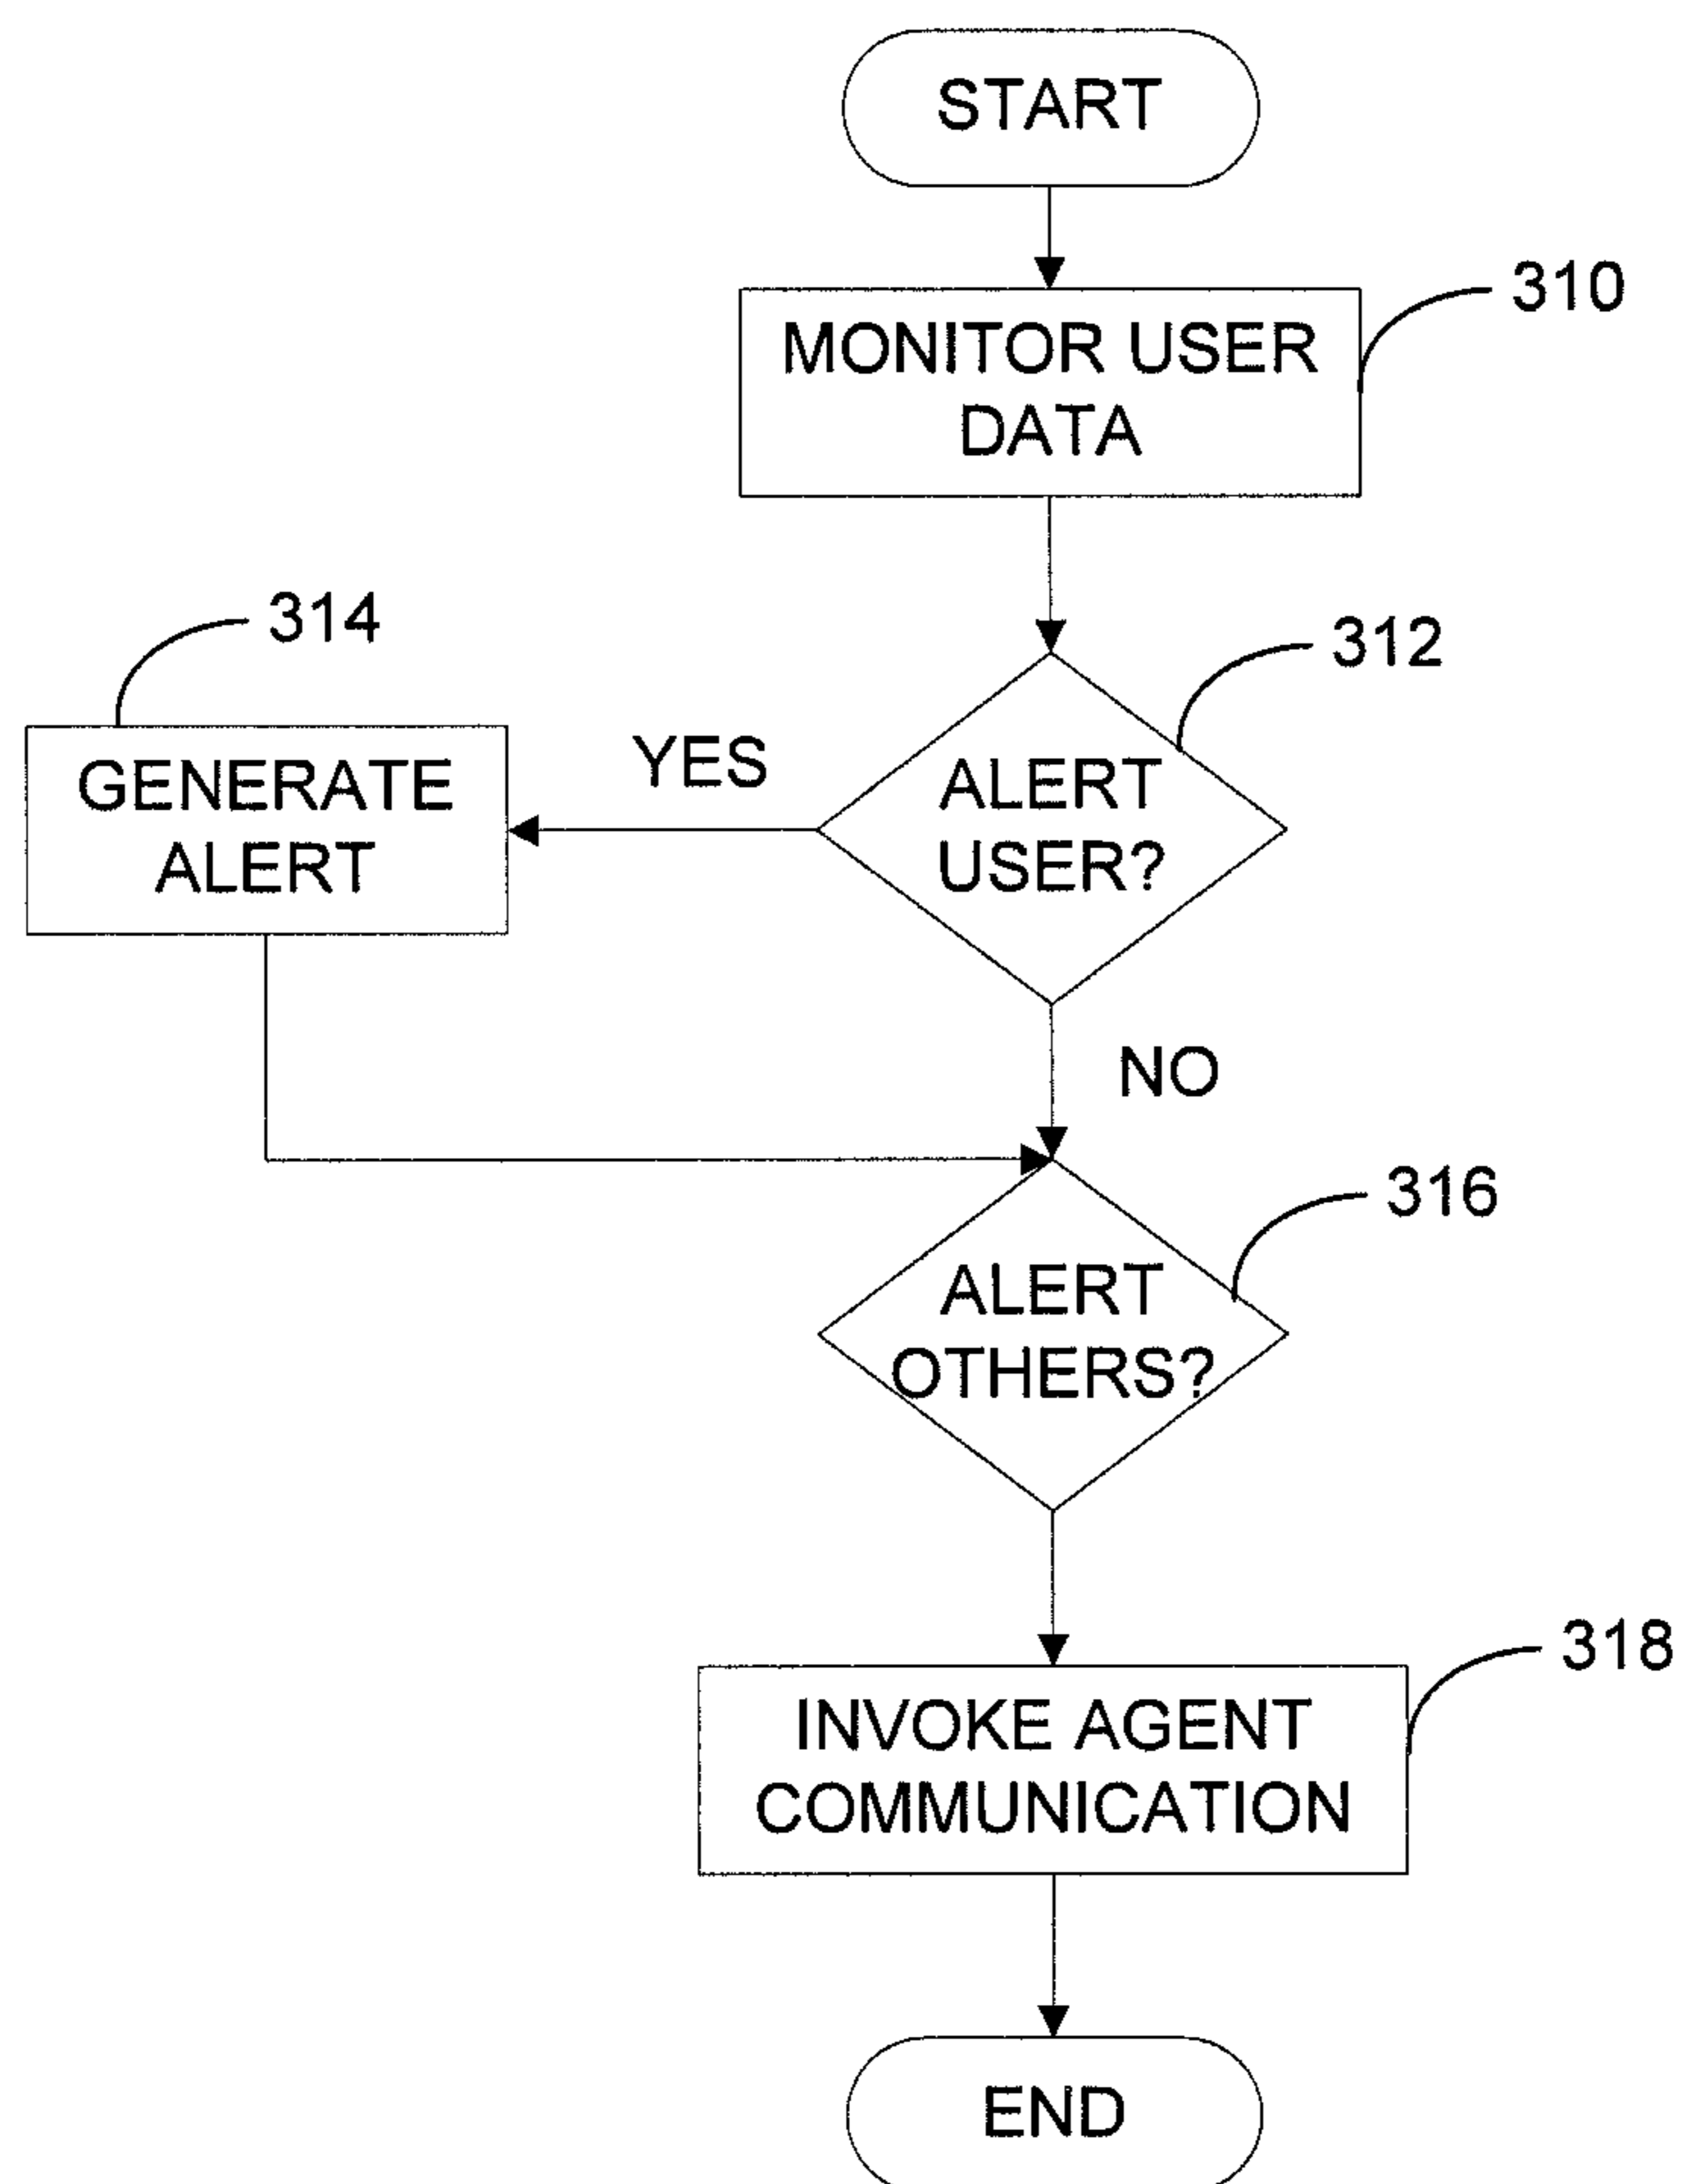 START
310
MONITOR USER
DATA
314
312
GENERATE
ALERT
YES
ALERT
USER?
NO
316
ALERT
OTHERS?
318
INVOKE AGENT
COMMUNICATION
END